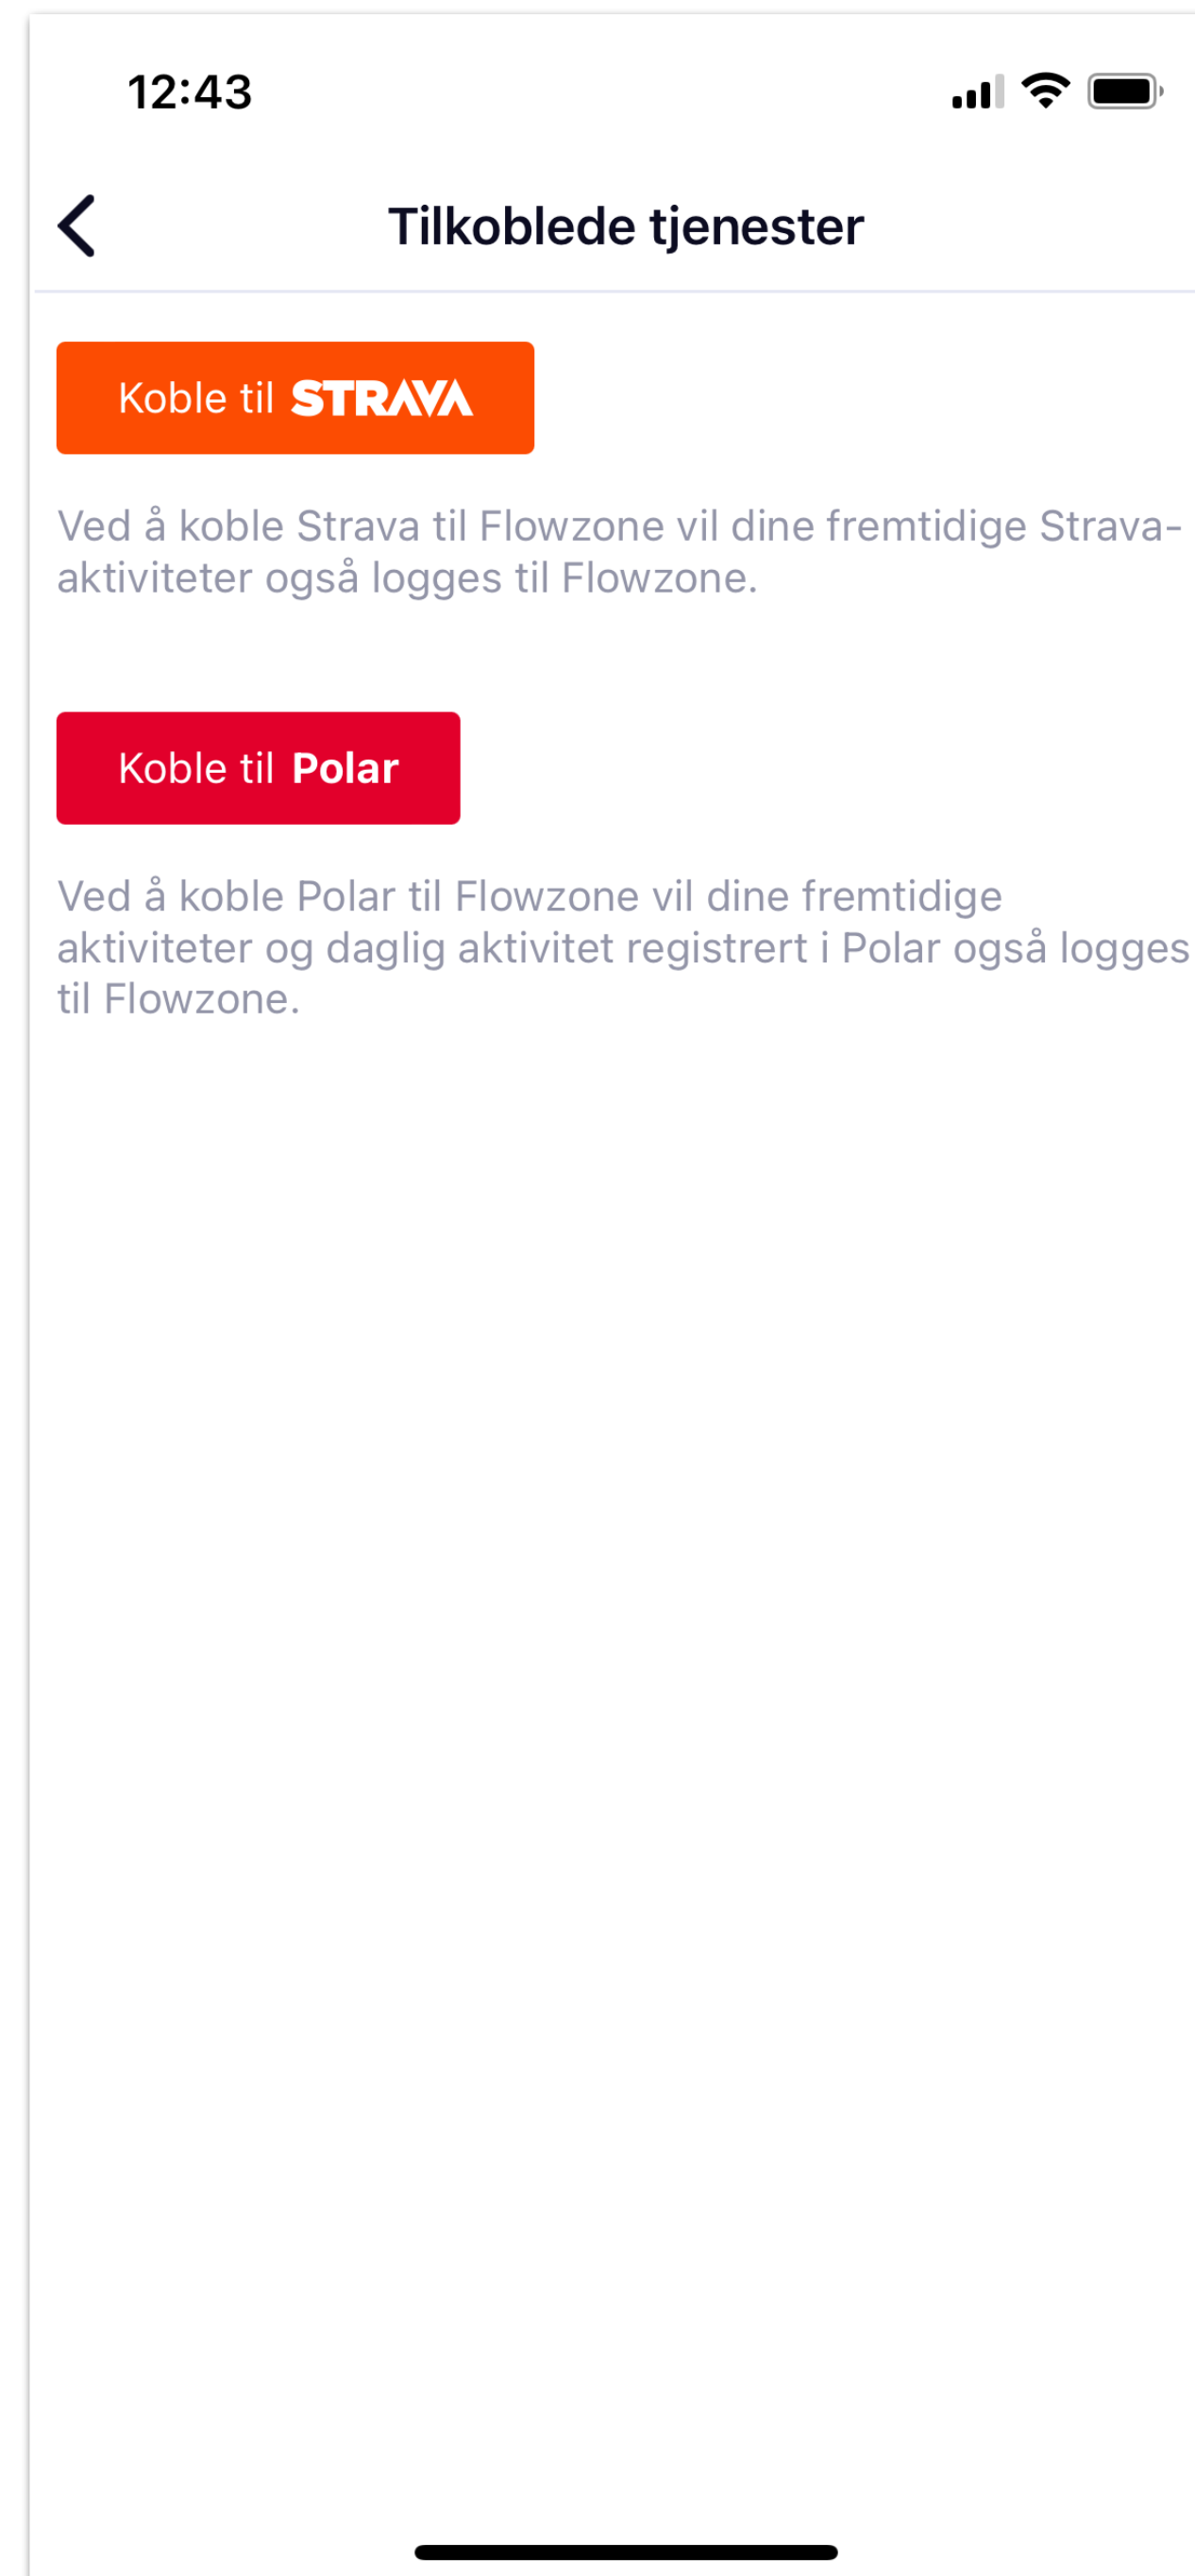 12:43
Tilkoblede tjenester
Koble til STRAVA
Ved å koble Strava til Flowzone vil dine fremtidige Strava-
aktiviteter også logges til Flowzone.
Koble til Polar
Ved å koble Polar til Flowzone vil dine fremtidige
aktiviteter og daglig aktivitet registrert i Polar også logges
til Flowzone.